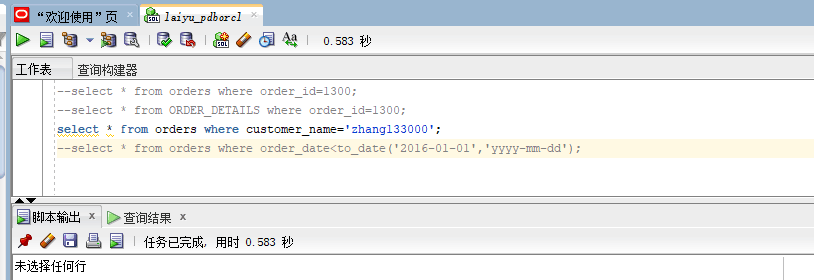 “欢迎使用”页 laiyu_pdborcl
0.583 秒
工作表 查询构建器
--select * from orders where order_id=1300;
--select * from ORDER_DETAILS where order_id=1300;
select * from orders where customer_name='zhang133000';
--select * from orders where order_date<to_date('2016-01-01','yyyy-mm-dd');
脚本输出 x 查询结果 x
任务已完成, 用时 0.583 秒
未选择任何行